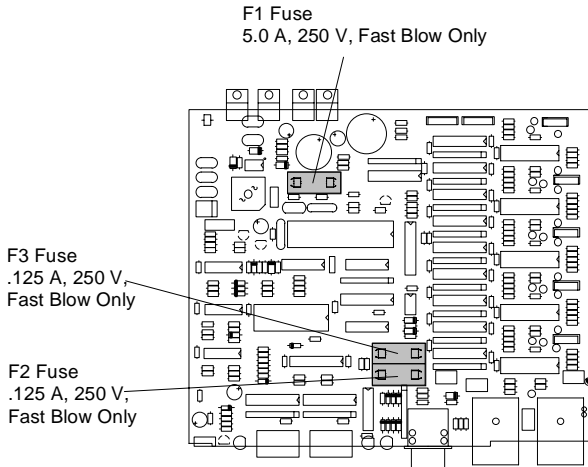 F1 Fuse
5.0 A, 250 V, Fast Blow Only
F3 Fuse
.125 A, 250 V,
Fast Blow Only
F2 Fuse
.125 A, 250 V,
Fast Blow Only